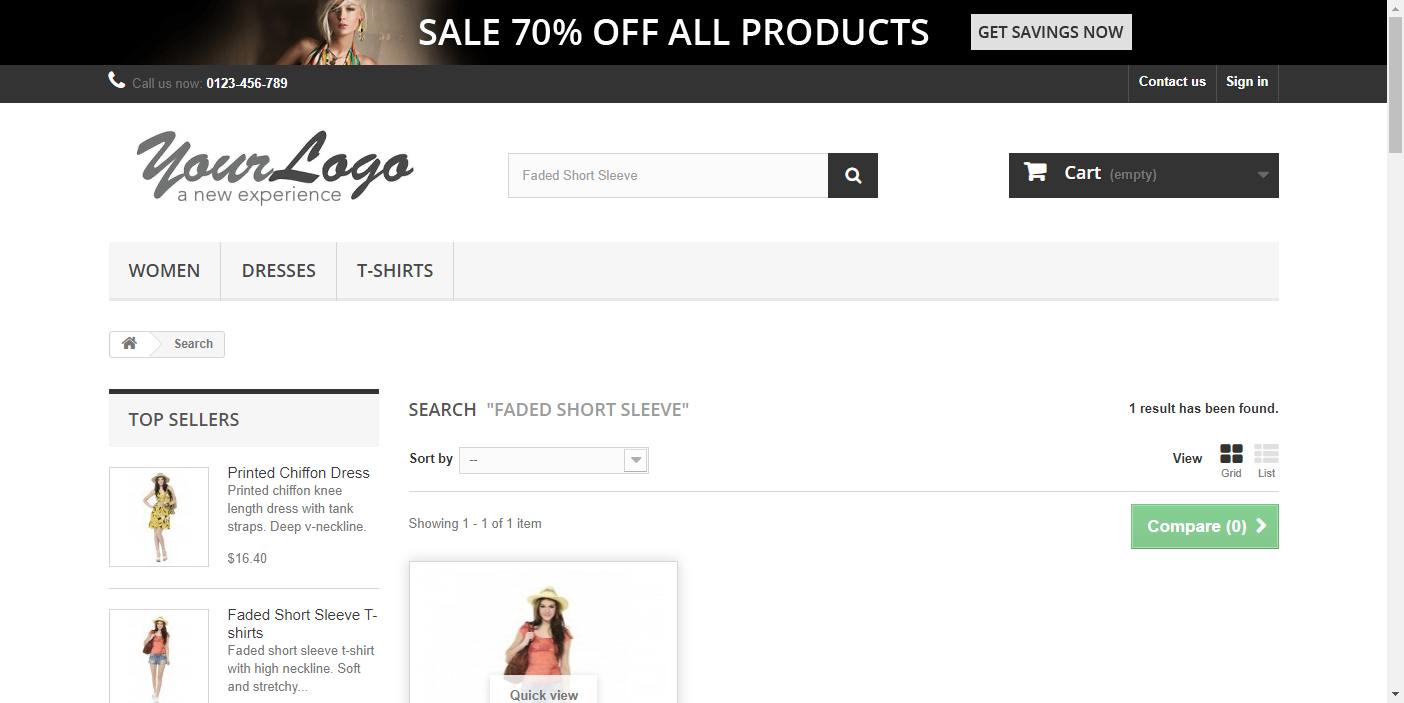 SALE 70% OFF ALL PRODUCTS
GET SAVINGS NOW
Call us now: 0123-456-789
Contact us
Sign in
YourLogo
a new experience
Faded Short Sleeve
Cart (empty)
WOMEN
DRESSES
T-SHIRTS
Search
TOP SELLERS
Printed Chiffon Dress
Printed chiffon knee
length dress with tank
straps. Deep v-neckline.
$16.40
Faded Short Sleeve T-
shirts
Faded short sleeve t-shirt
with high neckline. Soft
and stretchy...
SEARCH "FADED SHORT SLEEVE"
1 result has been found.
Sort by --
View
Grid
List
Showing 1 - 1 of 1 item
Compare (0)
Quick view